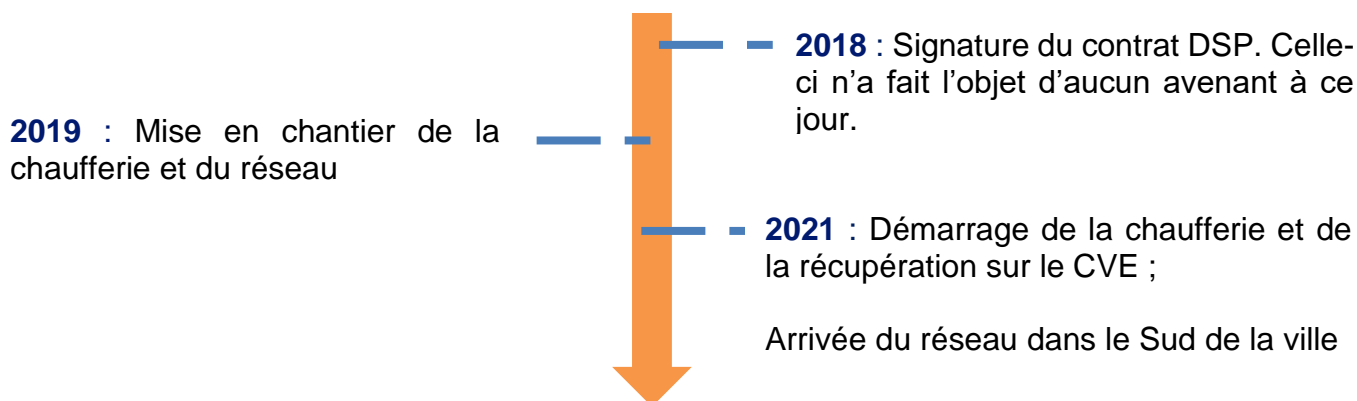 2018 : Signature du contrat DSP. Celle-
ci n’a fait l’objet d’aucun avenant à ce
jour.
2019 : Mise en chantier de la
chaufferie et du réseau
2021 : Démarrage de la chaufferie et de
la récupération sur le CVE ;
Arrivée du réseau dans le Sud de la ville